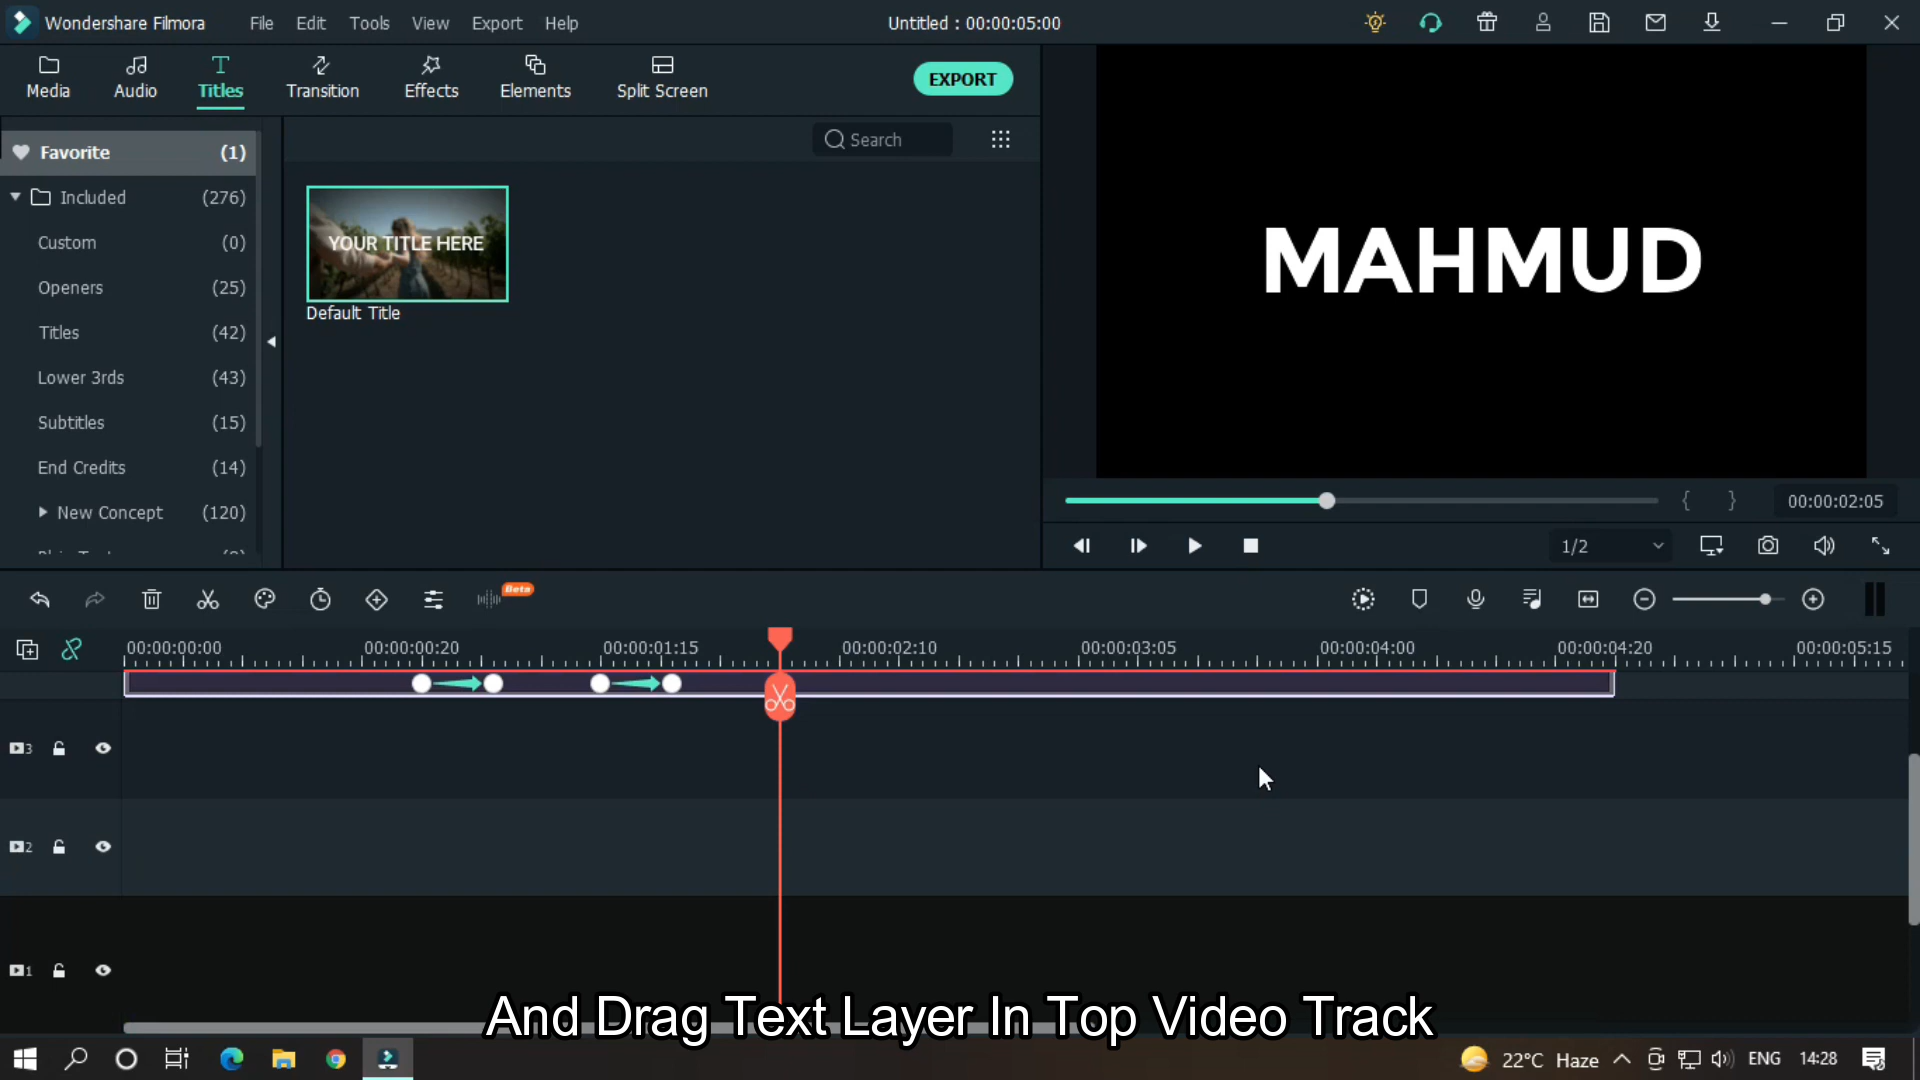 Wondershare Filmora
File Edit Tools View Export Help
Untitled : 00:00:05:00
Media Audio Titles Transition Effects Elements Split Screen
EXPORT
Favorite (1)
Search
Included (276)
Custom (0)
Openers (25)
Titles (42)
Lower 3rds (43)
Subtitles (15)
End Credits (14)
New Concept (120)
YOUR TITLE HERE
Default Title
MAHMUD
{ } 00:00:02:05
1/2
Beta
00:00:00:00 00:00:00:20 00:00:01:15 00:00:02:10 00:00:03:05 00:00:04:00 00:00:04:20 00:00:05:15
3
2
1
And Drag Text Layer In Top Video Track
22°C Haze ENG 14:28